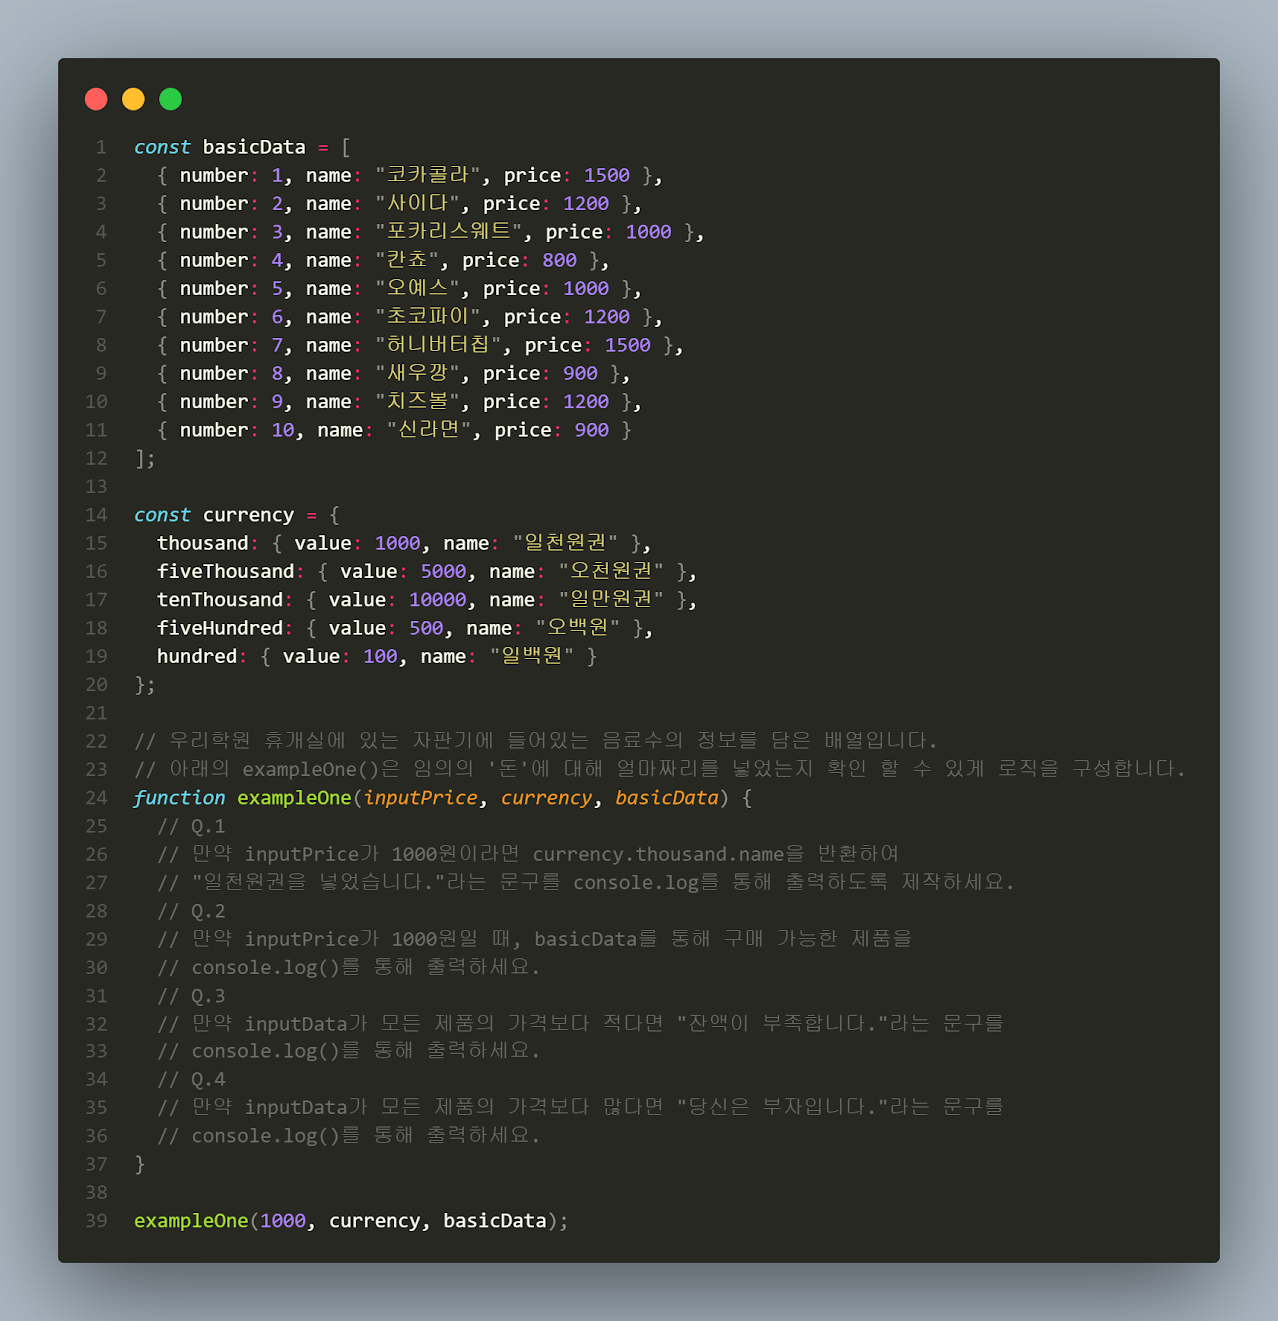 1 const basicData = [
2 { number: 1, name: "코카콜라", price: 1500 },
3 { number: 2, name: "사이다", price: 1200 },
4 { number: 3, name: "포카리스웨트", price: 1000 },
5 { number: 4, name: "칸쵸", price: 800 },
6 { number: 5, name: "오예스", price: 1000 },
7 { number: 6, name: "초코파이", price: 1200 },
8 { number: 7, name: "허니버터칩", price: 1500 },
9 { number: 8, name: "새우깡", price: 900 },
10 { number: 9, name: "치즈볼", price: 1200 },
11 { number: 10, name: "신라면", price: 900 }
12 ];
13
14 const currency = {
15 thousand: { value: 1000, name: "일천원권" },
16 fiveThousand: { value: 5000, name: "오천원권" },
17 tenThousand: { value: 10000, name: "일만원권" },
18 fiveHundred: { value: 500, name: "오백원" },
19 hundred: { value: 100, name: "일백원" }
20 };
21
22 // 우리학원 휴개실에 있는 자판기에 들어있는 음료수의 정보를 담은 배열입니다.
23 // 아래의 exampleOne()은 임의의 '돈'에 대해 얼마짜리를 넣었는지 확인 할 수 있게 로직을 구성합니다.
24 function exampleOne(inputPrice, currency, basicData) {
25 // Q.1
26 // 만약 inputPrice가 1000원이라면 currency.thousand.name을 반환하여
27 // "일천원권을 넣었습니다."라는 문구를 console.log를 통해 출력하도록 제작하세요.
28 // Q.2
29 // 만약 inputPrice가 1000원일 때, basicData를 통해 구매 가능한 제품을
30 // console.log()를 통해 출력하세요.
31 // Q.3
32 // 만약 inputData가 모든 제품의 가격보다 적다면 "잔액이 부족합니다."라는 문구를
33 // console.log()를 통해 출력하세요.
34 // Q.4
35 // 만약 inputData가 모든 제품의 가격보다 많다면 "당신은 부자입니다."라는 문구를
36 // console.log()를 통해 출력하세요.
37 }
38
39 exampleOne(1000, currency, basicData);